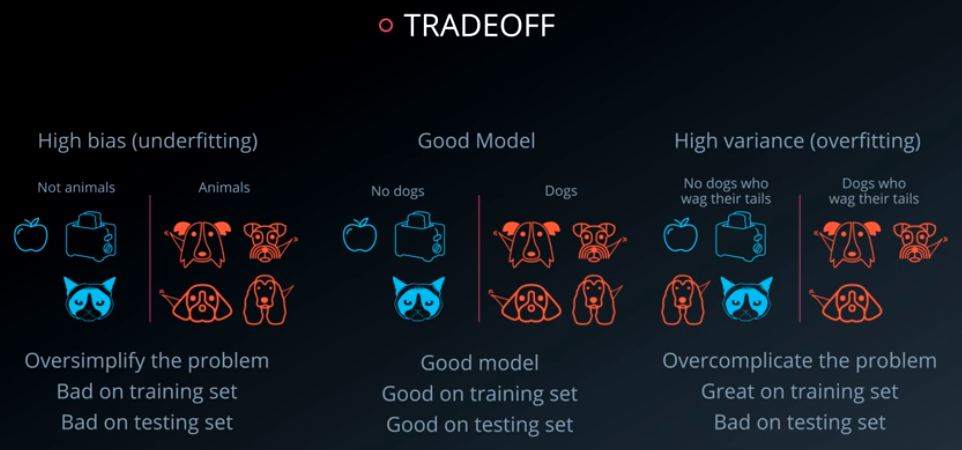 TRADEOFF
High bias (underfitting)
Not animals
Animals
Oversimplify the problem
Bad on training set
Bad on testing set
Good Model
No dogs
Dogs
Good model
Good on training set
Good on testing set
High variance (overfitting)
No dogs who
wag their tails
Dogs who
wag their tails
Overcomplicate the problem
Great on training set
Bad on testing set